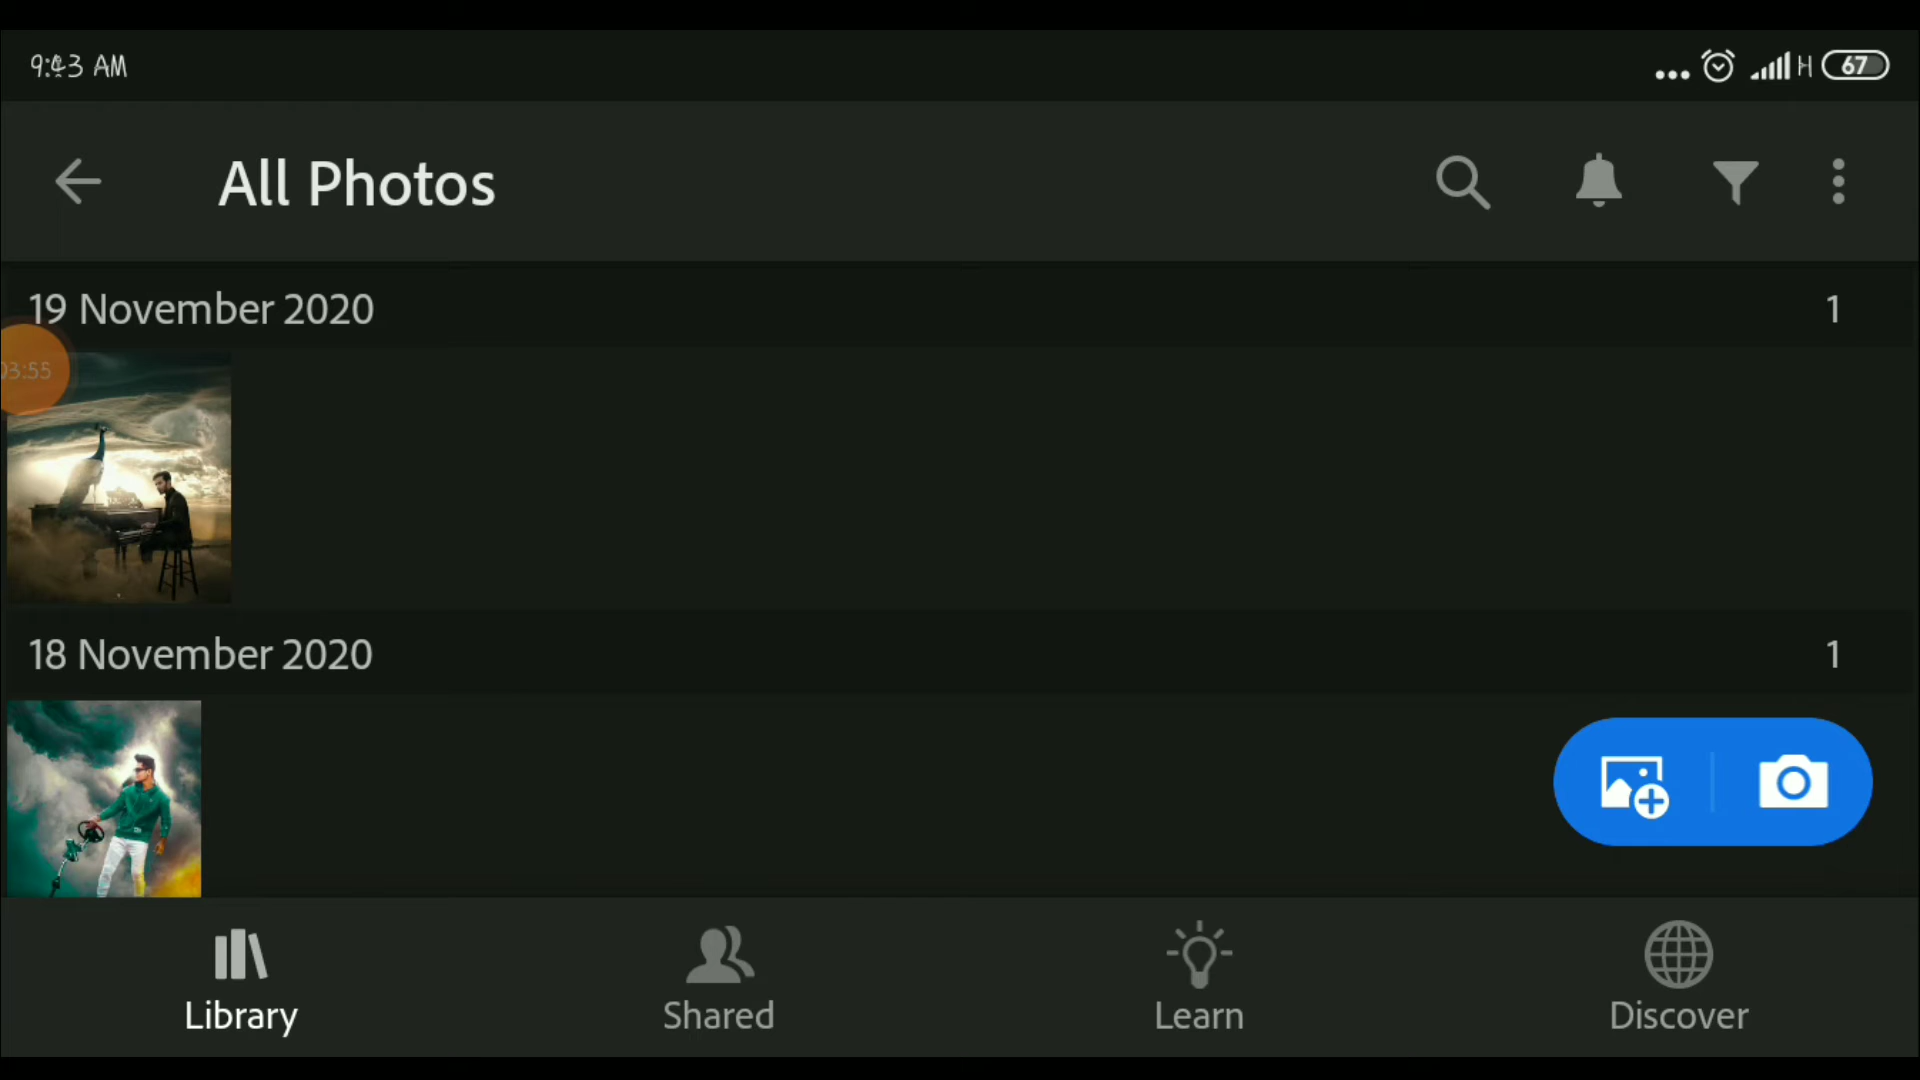 9:43 AM
H 67
All Photos
19 November 2020 1
03:55
18 November 2020 1
Library Shared Learn Discover